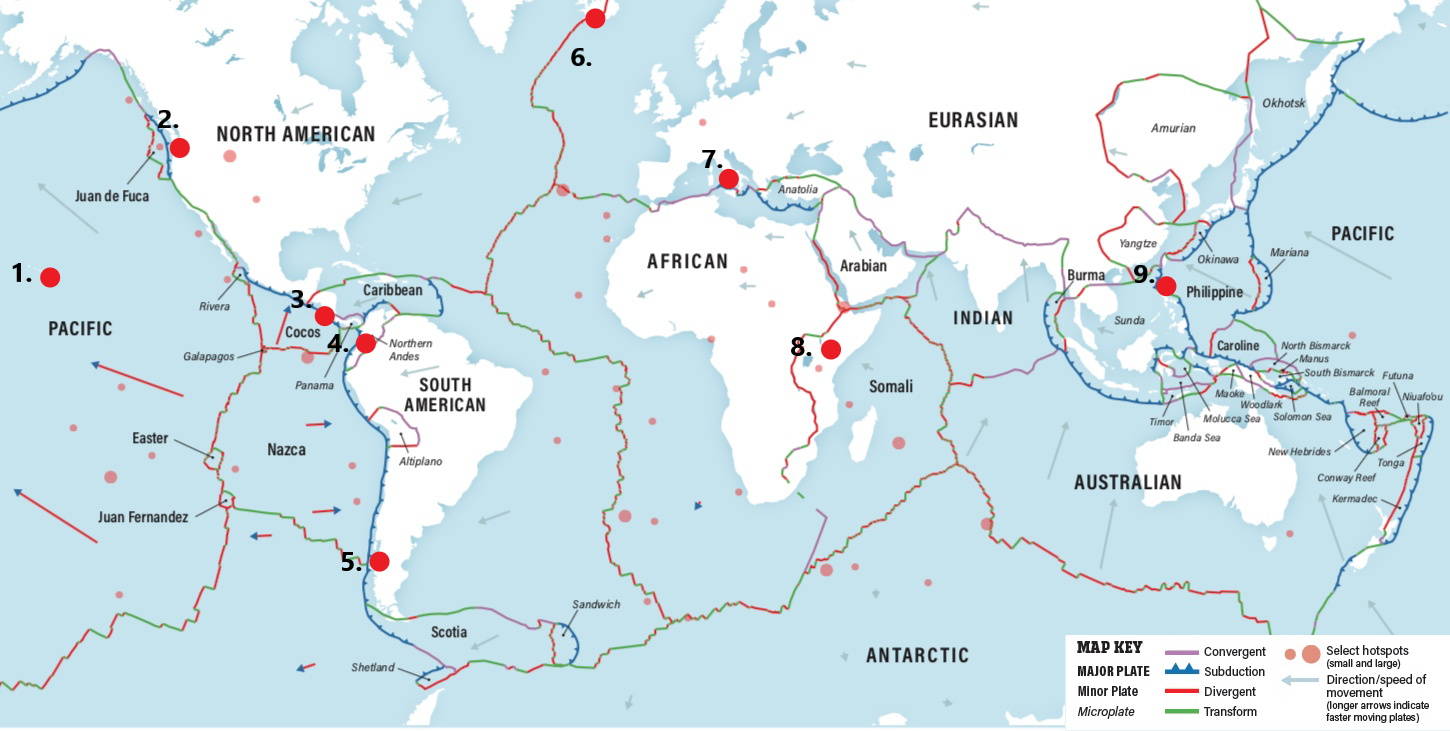 6.
2.
NORTH AMERICAN
EURASIAN
Okhotsk
Amurian
7.
Juan de Fuca
Anatolia
1.
Rivera
3.
Caribbean
AFRICAN
Arabian
Yangtze
Okinawa
Mariana
PACIFIC
Burma
9.
Philippine
PACIFIC
Cocos
4.
Northern
Andes
INDIAN
Sunda
Galapagos
Panama
8.
Caroline
North Bismarck
Manus
South Bismarck
Futuna
SOUTH
AMERICAN
Somali
Maoke
Woodlark
Balmoral
Reef
Niuafo'ou
Timor
Molucca Sea
Solomon Sea
Banda Sea
Easter
Nazca
Altiplano
New Hebrides
Tonga
Conway Reef
AUSTRALIAN
Kermadec
Juan Fernandez
5.
Sandwich
Scotia
Shetland
ANTARCTIC
MAP KEY
MAJOR PLATE
Minor Plate
Microplate
Convergent
Subduction
Divergent
Transform
Select hotspots
(small and large)
Direction/speed of
movement
(longer arrows indicate
faster moving plates)